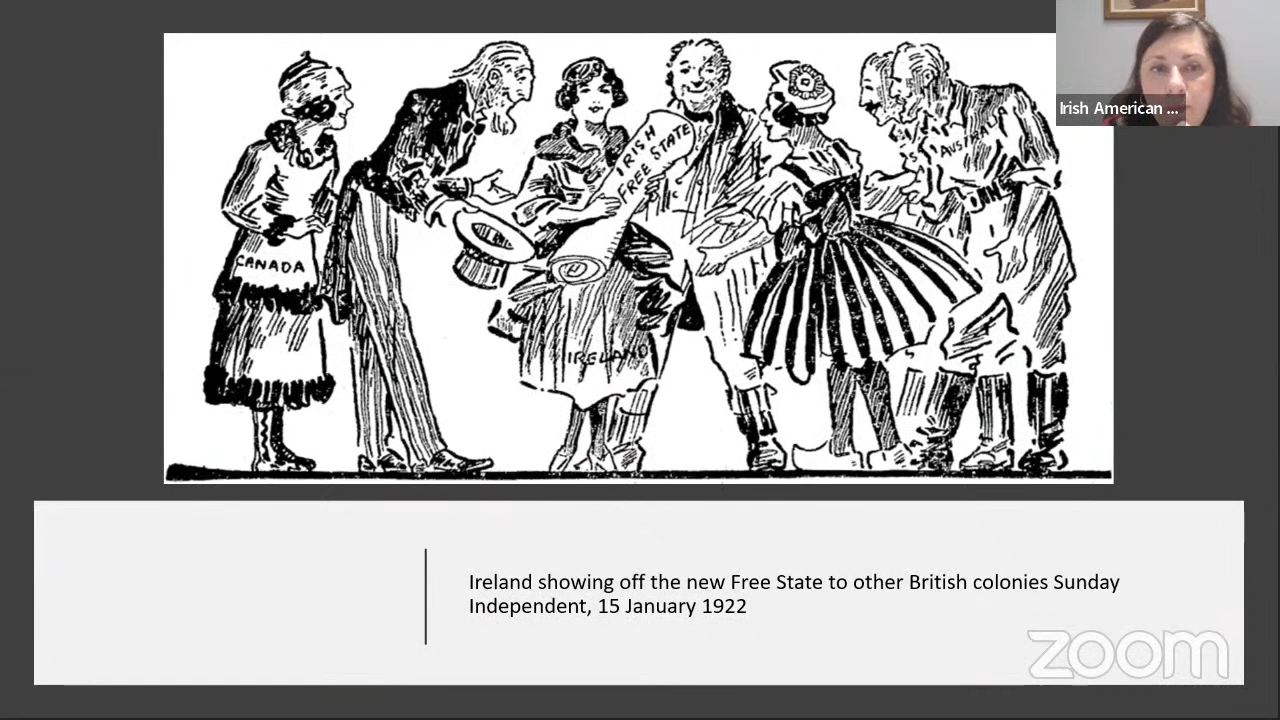 Irish American ...
IRISH
FREE STATE
AUS
CANADA
IRELAND
Ireland showing off the new Free State to other British colonies Sunday
Independent, 15 January 1922
zoom